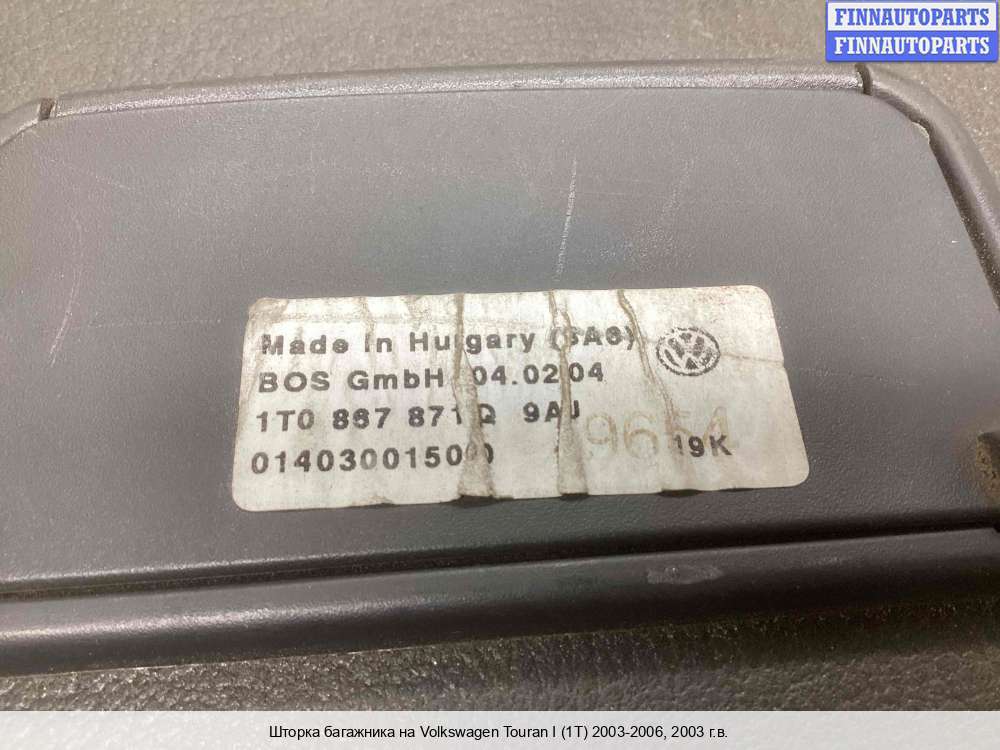 FINNAUTOPARTS
FINNAUTOPARTS
Made in Hungary
BOS GmbH 04.02.04
1T0 867 871 Q 9AJ
9654
01403001500 19K
Шторка багажника на Volkswagen Touran I (1T) 2003-2006, 2003 г.в.